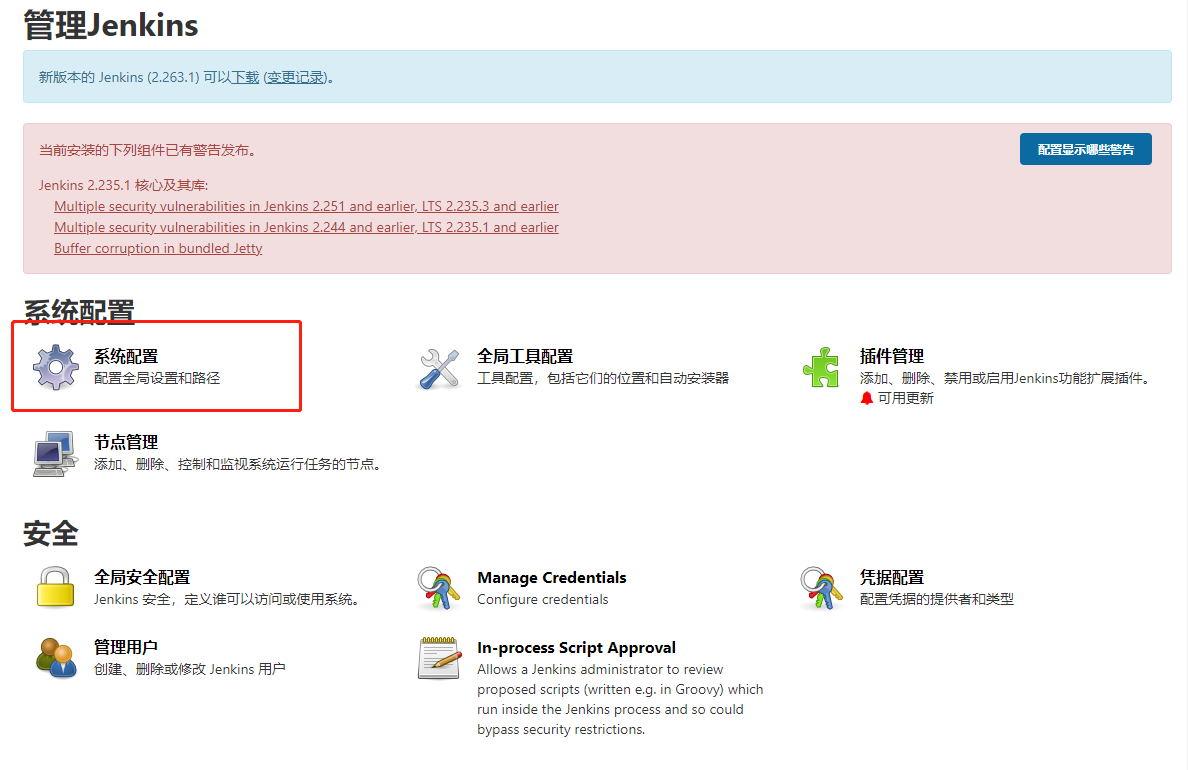 管理Jenkins
新版本的 Jenkins (2.263.1) 可以下载 (变更记录)。
当前安装的下列组件已有警告发布。
配置显示哪些警告
Jenkins 2.235.1 核心及其库:
Multiple security vulnerabilities in Jenkins 2.251 and earlier, LTS 2.235.3 and earlier
Multiple security vulnerabilities in Jenkins 2.244 and earlier, LTS 2.235.1 and earlier
Buffer corruption in bundled Jetty
系统配置
系统配置
配置全局设置和路径
全局工具配置
工具配置，包括它们的位置和自动安装器
插件管理
添加、删除、禁用或启用Jenkins功能扩展插件。
可用更新
节点管理
添加、删除、控制和监视系统运行任务的节点。
安全
全局安全配置
Jenkins 安全，定义谁可以访问或使用系统。
Manage Credentials
Configure credentials
凭据配置
配置凭据的提供者和类型
管理用户
创建、删除或修改 Jenkins 用户
In-process Script Approval
Allows a Jenkins administrator to review
proposed scripts (written e.g. in Groovy) which
run inside the Jenkins process and so could
bypass security restrictions.